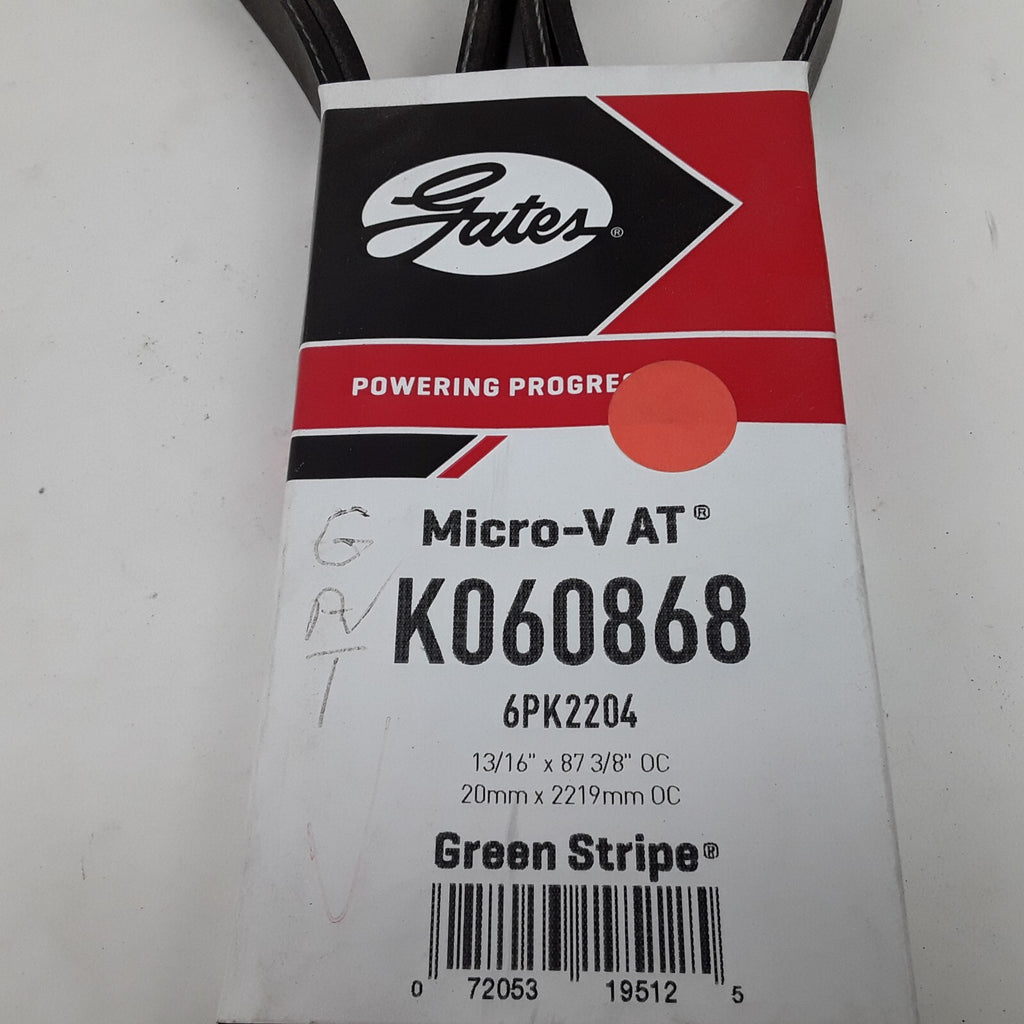 Gates®
POWERING PROGRE
Micro-V AT®
K060868
6PK2204
13/16" x 87 3/8" OC
20mm x 2219mm OC
Green Stripe®
0 72053 19512 5